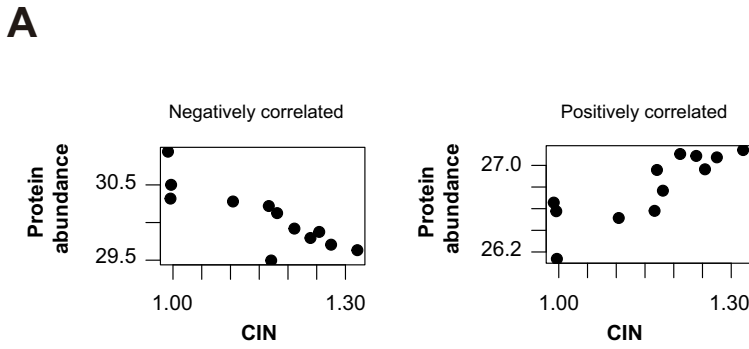 A
Negatively correlated
Protein
abundance
30.5
29.5
1.00
1.30
CIN
Positively correlated
Protein
abundance
27.0
26.2
1.00
1.30
CIN